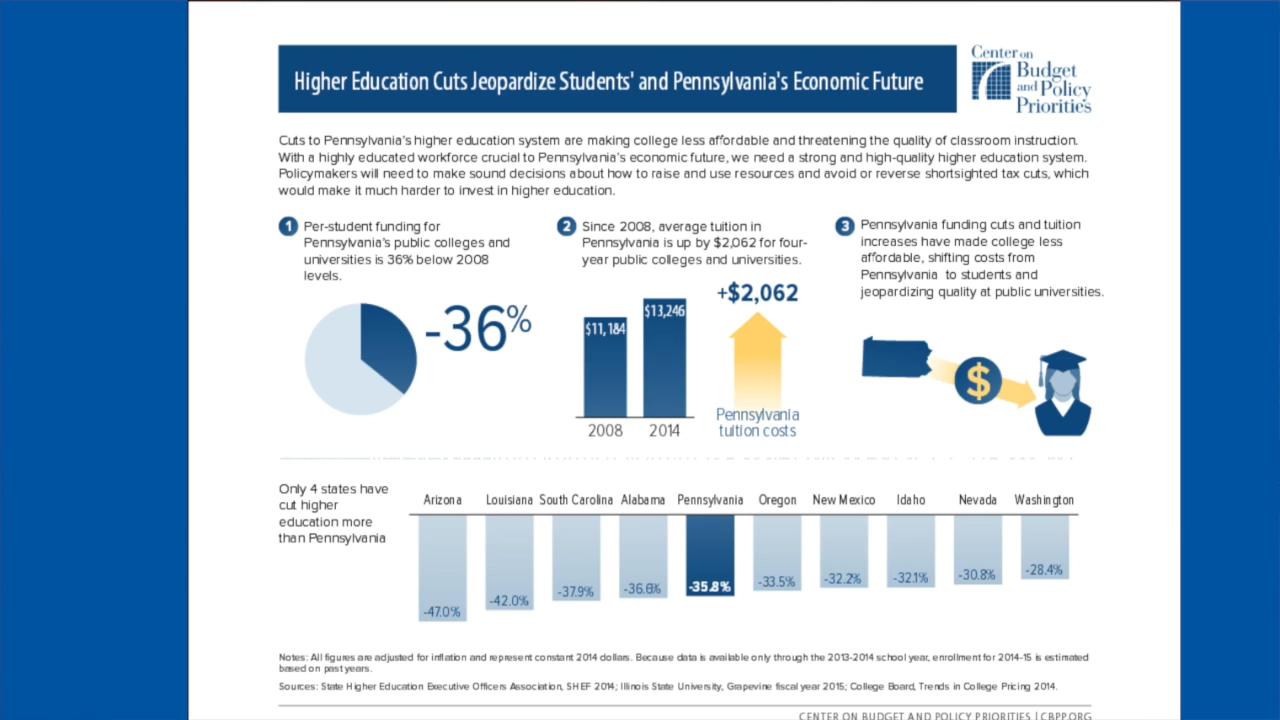 Higher Education Cuts Jeopardize Students' and Pennsylvania's Economic Future
Center on
Budget
and Policy
Priorities
Cuts to Pennsylvania's higher education system are making college less affordable and threatening the quality of classroom instruction.
With a highly educated workforce crucial to Pennsylvania's economic future, we need a strong and high-quality higher education system.
Policymakers will need to make sound decisions about how to raise and use resources and avoid or reverse shortsighted tax cuts, which
would make it much harder to invest in higher education.
1
Per-student funding for
Pennsylvania's public colleges and
universities is 36% below 2008
levels.
-36%
2
Since 2008, average tuition in
Pennsylvania is up by $2,062 for four-
year public colleges and universities.
+$2,062
$11,184
$13,246
2008
2014
Pennsylvania
tuition costs
3
Pennsylvania funding cuts and tuition
increases have made college less
affordable, shifting costs from
Pennsylvania to students and
jeopardizing quality at public universities.
$
Only 4 states have
cut higher
education more
than Pennsylvania
Arizona Louisiana South Carolina Alabama Pennsylvania Oregon New Mexico Idaho Nevada Washington
-47.0% -42.0% -37.9% -36.6% -35.8% -33.5% -32.2% -32.1% -30.8% -28.4%
Notes: All figures are adjusted for inflation and represent constant 2014 dollars. Because data is available only through the 2013-2014 school year, enrollment for 2014-15 is estimated
based on past years.
Sources: State Higher Education Executive Officers Association, SHEF 2014; Illinois State University, Grapevine fiscal year 2015; College Board, Trends in College Pricing 2014.
CENTER ON BUDGET AND POLICY PRIORITIES | CBPP.ORG